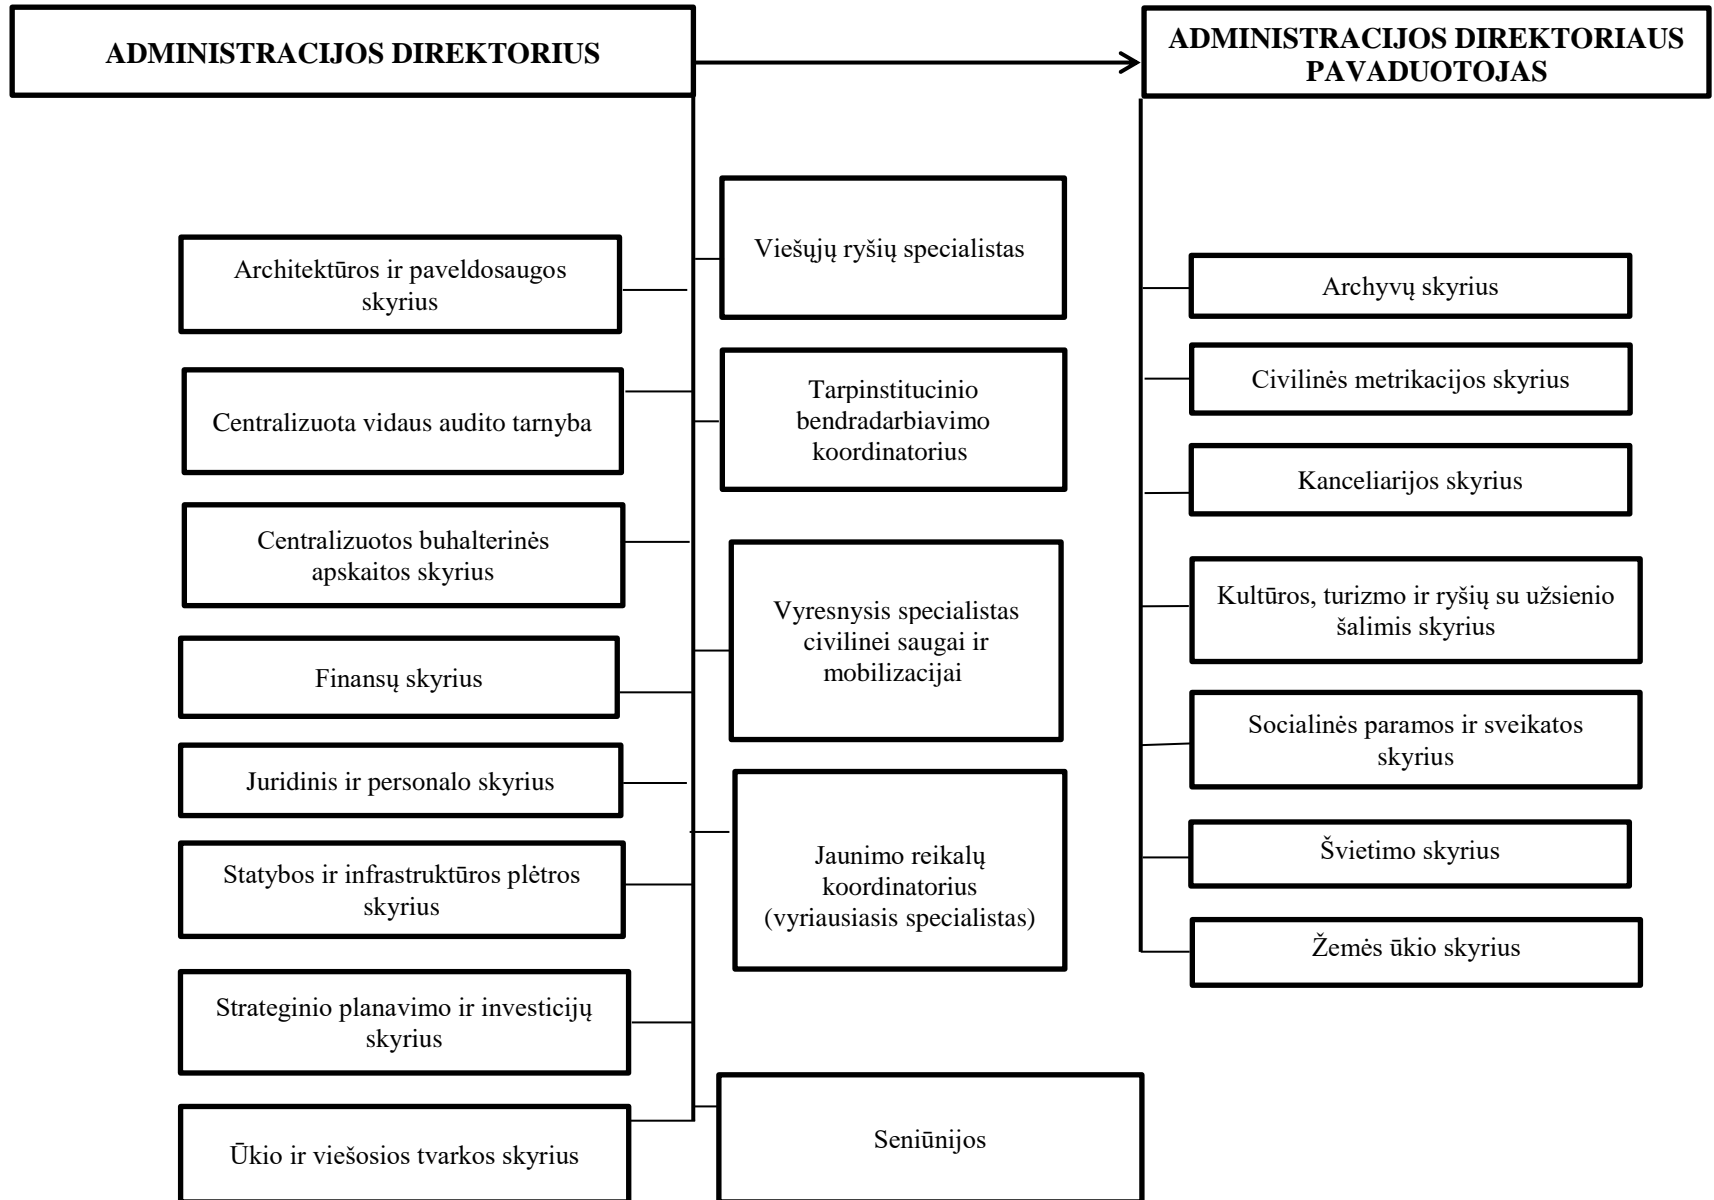 ADMINISTRACIJOS DIREKTORIUS
ADMINISTRACIJOS DIREKTORIAUS
PAVADUOTOJAS
Architektūros ir paveldosaugos
skyrius
Centralizuota vidaus audito tarnyba
Centralizuotos buhalterinės
apskaitos skyrius
Finansų skyrius
Juridinis ir personalo skyrius
Statybos ir infrastruktūros plėtros
skyrius
Strateginio planavimo ir investicijų
skyrius
Ūkio ir viešosios tvarkos skyrius
Viešųjų ryšių specialistas
Tarpinstitucinio
bendradarbiavimo
koordinatorius
Vyresnysis specialistas
civilinei saugai ir
mobilizacijai
Jaunimo reikalų
koordinatorius
(vyriausiasis specialistas)
Seniūnijos
Archyvų skyrius
Civilinės metrikacijos skyrius
Kanceliarijos skyrius
Kultūros, turizmo ir ryšių su užsienio
šalimis skyrius
Socialinės paramos ir sveikatos
skyrius
Švietimo skyrius
Žemės ūkio skyrius